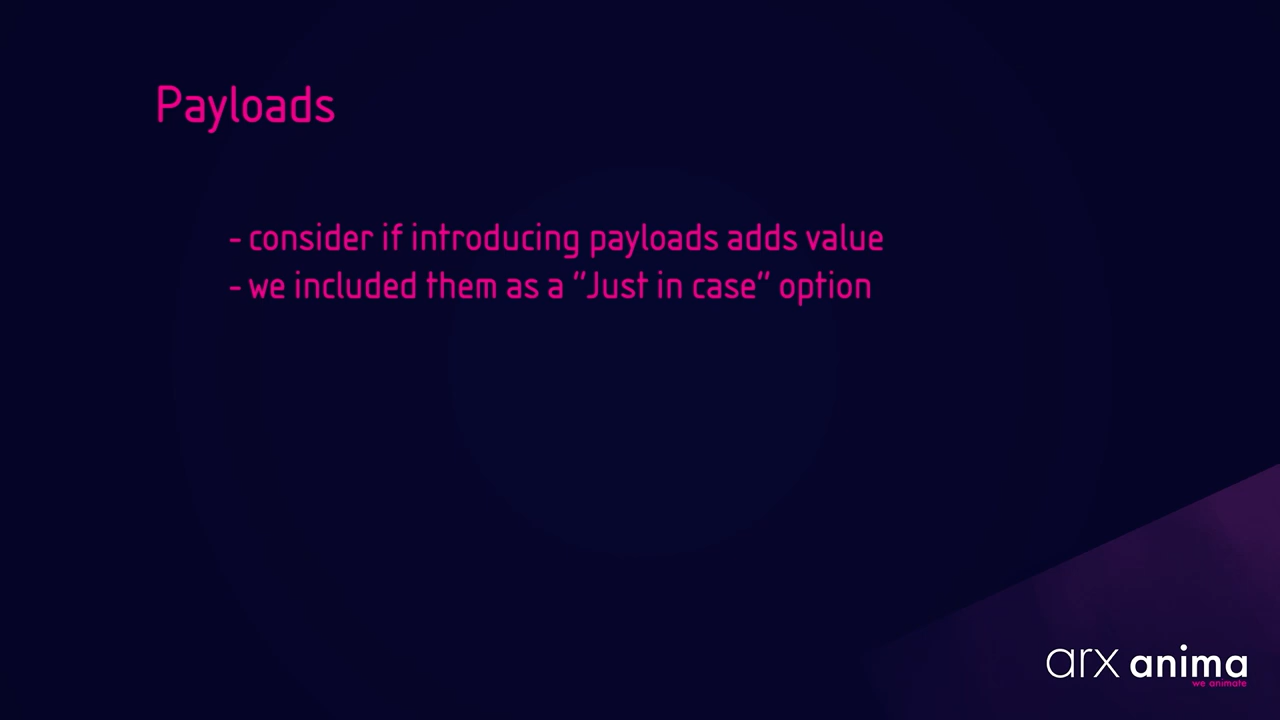 Payloads
- consider if introducing payloads adds value
- we included them as a "Just in case" option
arx anima
we animate